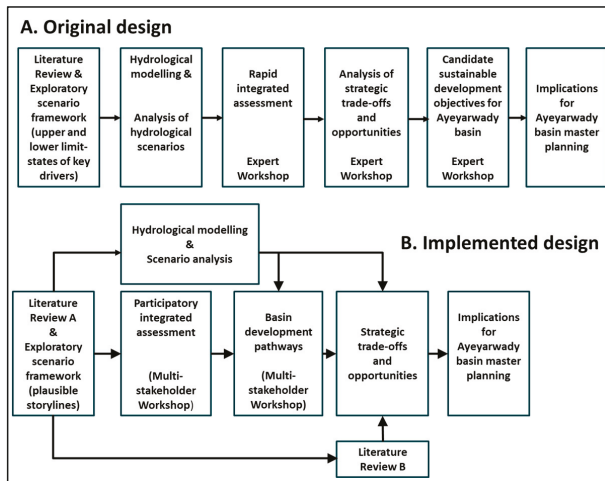 A. Original design
Literature
Review &
Exploratory
scenario
framework
(upper and
lower limit-
states of key
drivers)
Hydrological
modelling &
Analysis of
hydrological
scenarios
Rapid
integrated
assessment
Expert
Workshop
Analysis of
strategic
trade-offs
and
opportunities
Expert
Workshop
Candidate
sustainable
development
objectives for
Ayeyarwady
basin
Expert
Workshop
Implications
for
Ayeyarwady
basin master
planning
Hydrological modelling
&
Scenario analysis
B. Implemented design
Literature
Review A
&
Exploratory
scenario
framework
(plausible
storylines)
Participatory
integrated
assessment
(Multi-
stakeholder
Workshop)
Basin
development
pathways
(Multi-
stakeholder
Workshop)
Strategic
trade-offs
and
opportunities
Implications
for
Ayeyarwady
basin master
planning
Literature
Review B